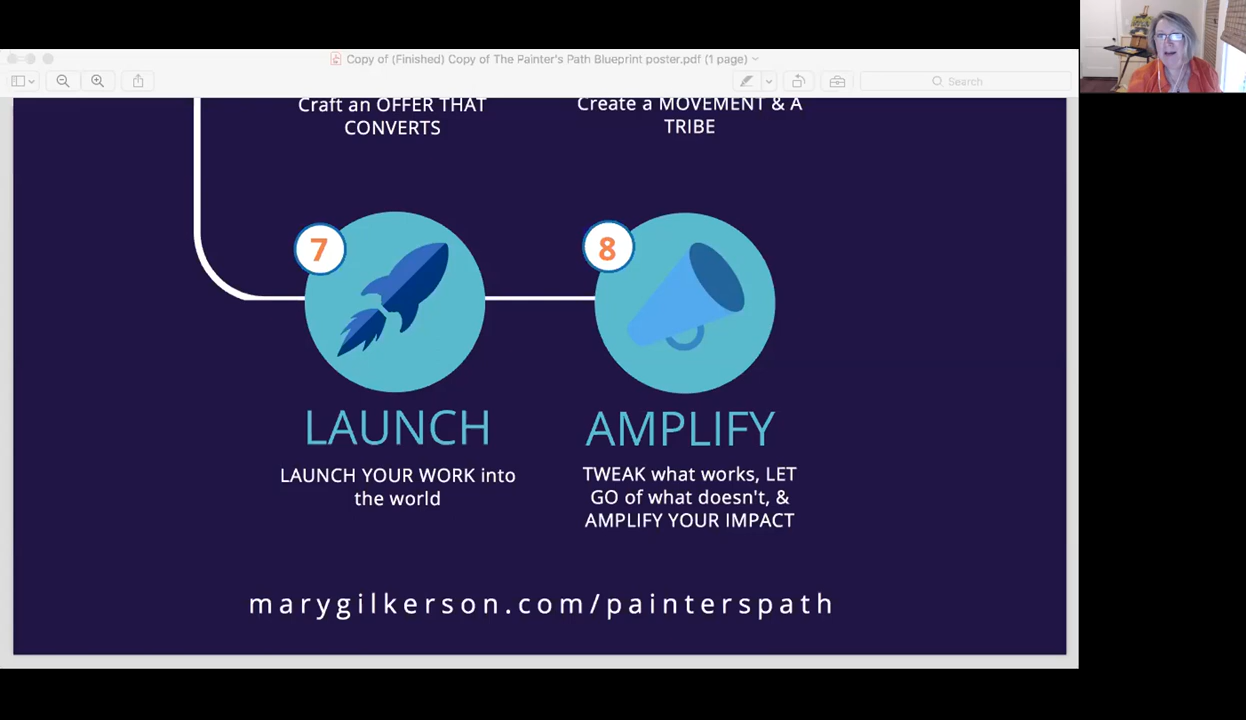 Copy of (Finished) Copy of The Painter's Path Blueprint poster.pdf (1 page)
Search
Craft an OFFER THAT
CONVERTS
Create a MOVEMENT & A
TRIBE
7
8
LAUNCH
AMPLIFY
LAUNCH YOUR WORK into
the world
TWEAK what works, LET
GO of what doesn't, &
AMPLIFY YOUR IMPACT
marygilkerson.com/painterspath